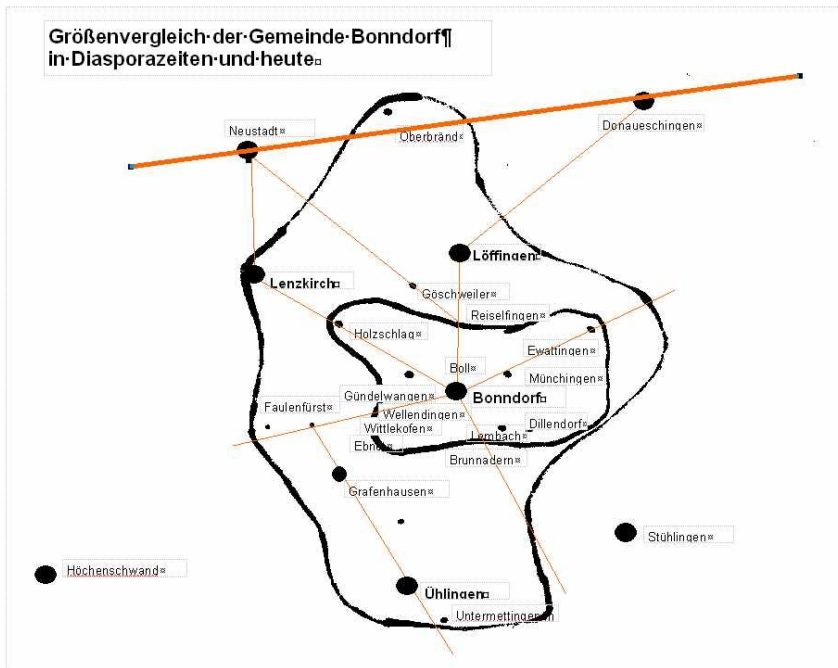 Größenvergleich·der·Gemeinde·Bonndorf¶
in·Diasporazeiten·und·heute¤
Neustadt¤
Oberbränd¤
Donaueschingen¤
Löffingen¤
Lenzkirch¤
Göschweiler¤
Reiselfingen¤
Holzschlag¤
Ewattingen¤
Boll¤
Münchingen¤
Gündelwangen¤
Bonndorf¤
Faulenfürst¤
Wellendingen¤
Wittlekofen¤
Dillendorf¤
Lembach¤
Brunnadern¤
Grafenhausen¤
Stühlingen¤
Höchenschwand¤
Ühlingen¤
Untermettingen